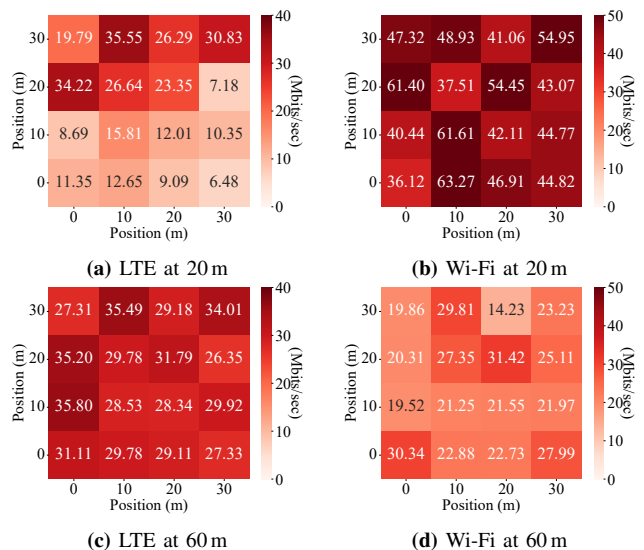 30 19.79 35.55 26.29 30.83
20 34.22 26.64 23.35 7.18
10 8.69 15.81 12.01 10.35
0 11.35 12.65 9.09 6.48
0 10 20 30
Position (m)
Position (m)
40
30
20
10
0
(Mbits/sec)
(a) LTE at 20 m
30 47.32 48.93 41.06 54.95
20 61.40 37.51 54.45 43.07
10 40.44 61.61 42.11 44.77
0 36.12 63.27 46.91 44.82
0 10 20 30
Position (m)
Position (m)
50
40
30
20
10
0
(Mbits/sec)
(b) Wi-Fi at 20 m
30 27.31 35.49 29.18 34.01
20 35.20 29.78 31.79 26.35
10 35.80 28.53 28.34 29.92
0 31.11 29.78 29.11 27.33
0 10 20 30
Position (m)
Position (m)
40
30
20
10
0
(Mbits/sec)
(c) LTE at 60 m
30 19.86 29.81 14.23 23.23
20 20.31 27.35 31.42 25.11
10 19.52 21.25 21.55 21.97
0 30.34 22.88 22.73 27.99
0 10 20 30
Position (m)
Position (m)
50
40
30
20
10
0
(Mbits/sec)
(d) Wi-Fi at 60 m